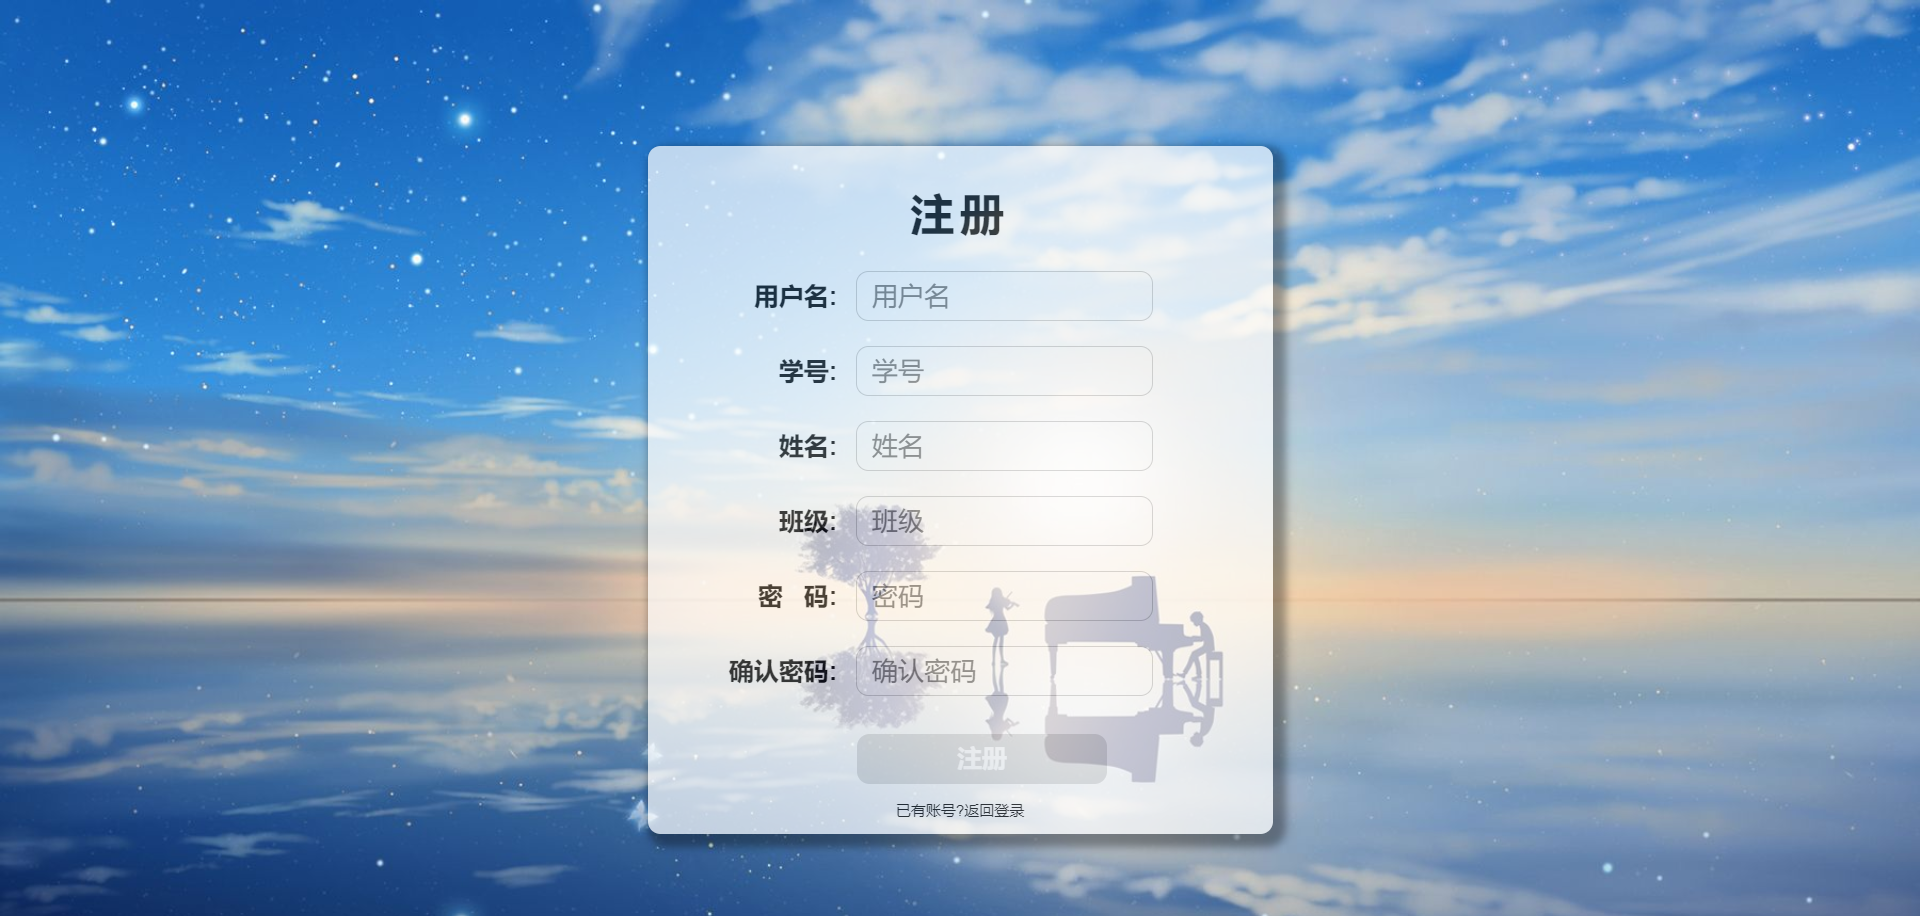 注册
用户名: 用户名
学号: 学号
姓名: 姓名
班级: 班级
密 码: 密码
确认密码: 确认密码
注册
已有账号?返回登录